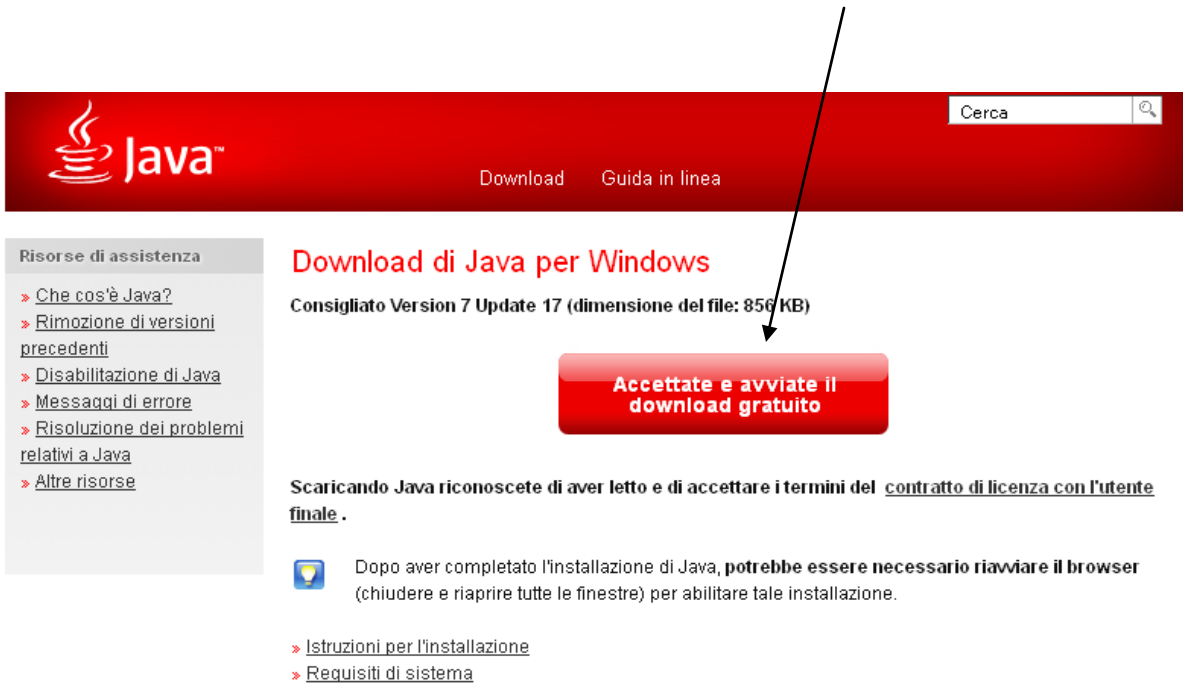 Java™
Cerca
Download Guida in linea
Risorse di assistenza
» Che cos'è Java?
» Rimozione di versioni
precedenti
» Disabilitazione di Java
» Messaggi di errore
» Risoluzione dei problemi
relativi a Java
» Altre risorse
Download di Java per Windows
Consigliato Version 7 Update 17 (dimensione del file: 856 KB)
Accettate e avviate il
download gratuito
Scaricando Java riconoscete di aver letto e di accettare i termini del contratto di licenza con l'utente
finale .
Dopo aver completato l'installazione di Java, potrebbe essere necessario riavviare il browser
(chiudere e riaprire tutte le finestre) per abilitare tale installazione.
» Istruzioni per l'installazione
» Requisiti di sistema